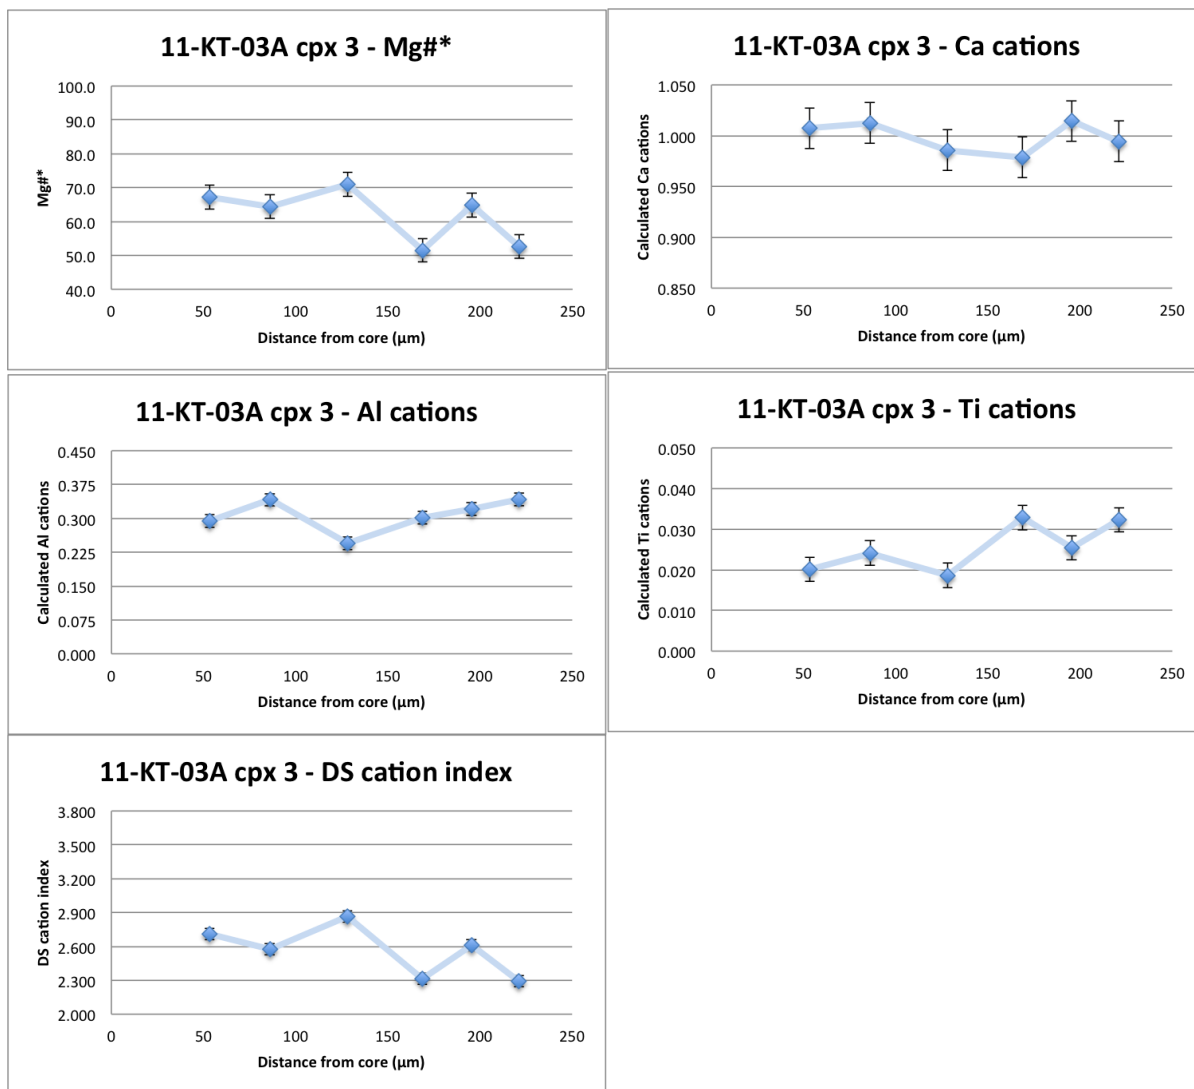 11-KT-03A cpx 3 - Mg#*
100.0
90.0
80.0
70.0
60.0
50.0
40.0
Mg#*
0 50 100 150 200 250
Distance from core (µm)
11-KT-03A cpx 3 - Ca cations
1.050
1.000
0.950
0.900
0.850
Calculated Ca cations
0 50 100 150 200 250
Distance from core (µm)
11-KT-03A cpx 3 - Al cations
0.450
0.375
0.300
0.225
0.150
0.075
0.000
Calculated Al cations
0 50 100 150 200 250
Distance from core (µm)
11-KT-03A cpx 3 - Ti cations
0.050
0.040
0.030
0.020
0.010
0.000
Calculated Ti cations
0 50 100 150 200 250
Distance from core (µm)
11-KT-03A cpx 3 - DS cation index
3.800
3.500
3.200
2.900
2.600
2.300
2.000
DS cation index
0 50 100 150 200 250
Distance from core (µm)